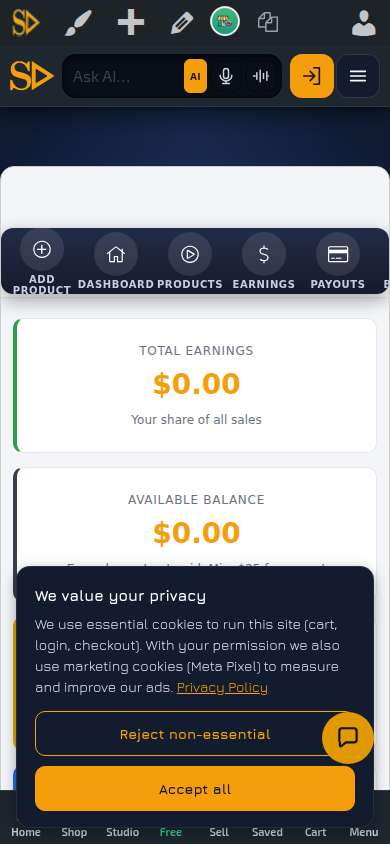 SD
Ask AI...
AI
ADD PRODUCT
DASHBOARD
PRODUCTS
EARNINGS
PAYOUTS
TOTAL EARNINGS
$0.00
Your share of all sales
AVAILABLE BALANCE
$0.00
We value your privacy
We use essential cookies to run this site (cart,
login, checkout). With your permission we also
use marketing cookies (Meta Pixel) to measure
and improve our ads. Privacy Policy
Reject non-essential
Accept all
Home Shop Studio Free Sell Saved Cart Menu